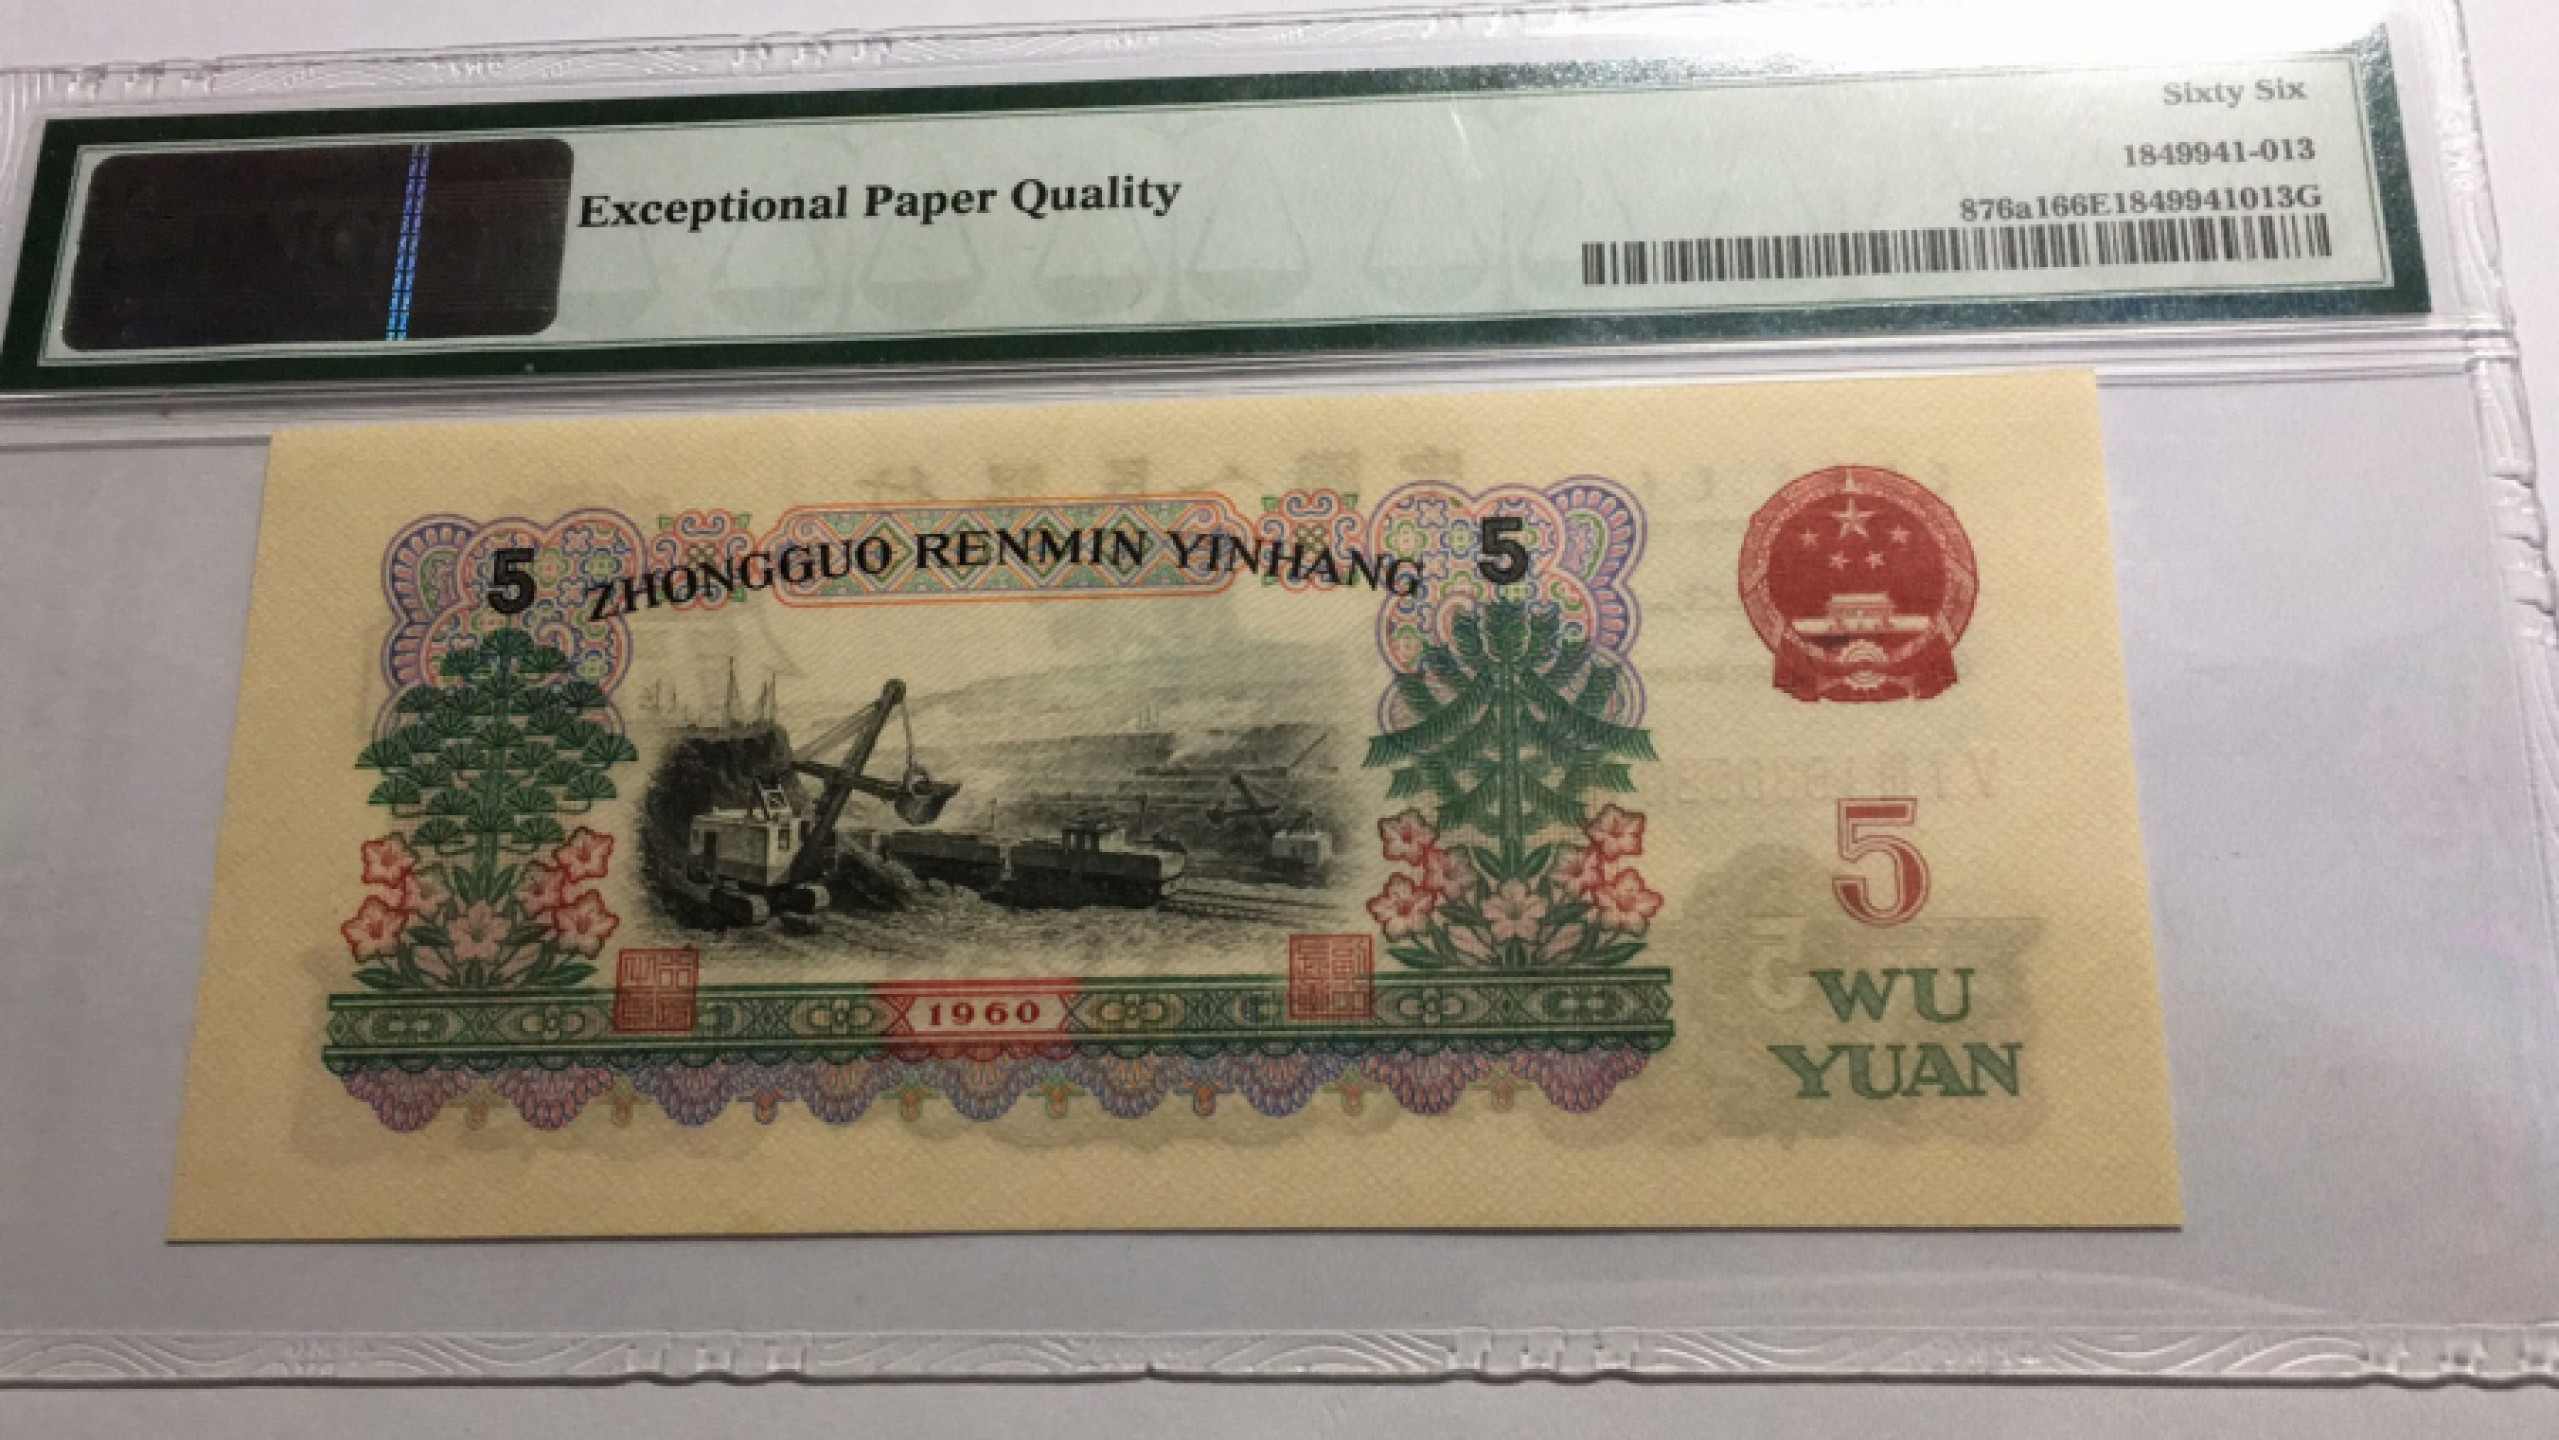 Sixty Six
1849941-013
Exceptional Paper Quality
876a166E1849941013G
5 ZHONGGUO RENMIN YINHANG 5
5
1960
WU
YUAN